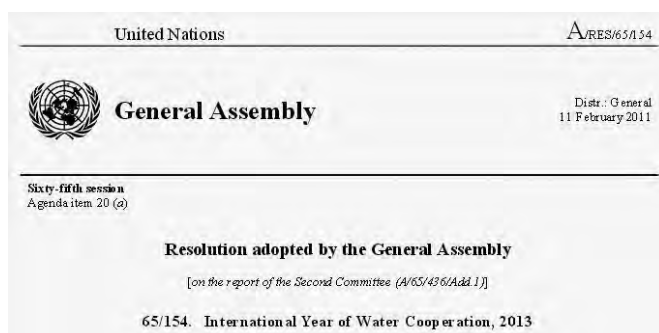 United Nations
A/RES/65/154
General Assembly
Distr.: General
11 February 2011
Sixty-fifth session
Agenda item 20 (a)
Resolution adopted by the General Assembly
[on the report of the Second Committee (A/65/436/Add.1)]
65/154. International Year of Water Cooperation, 2013